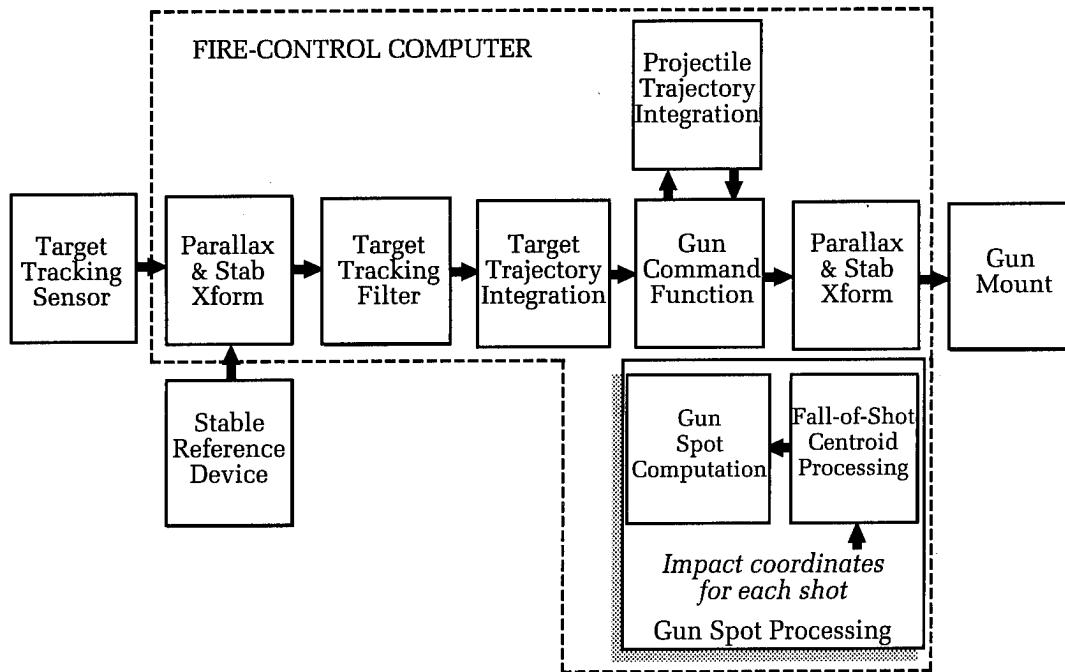 FIRE-CONTROL COMPUTER
Projectile
Trajectory
Integration
Target
Tracking
Sensor
Parallax
& Stab
Xform
Target
Tracking
Filter
Target
Trajectory
Integration
Gun
Command
Function
Parallax
& Stab
Xform
Gun
Mount
Stable
Reference
Device
Gun
Spot
Computation
Fall-of-Shot
Centroid
Processing
Impact coordinates
for each shot
Gun Spot Processing